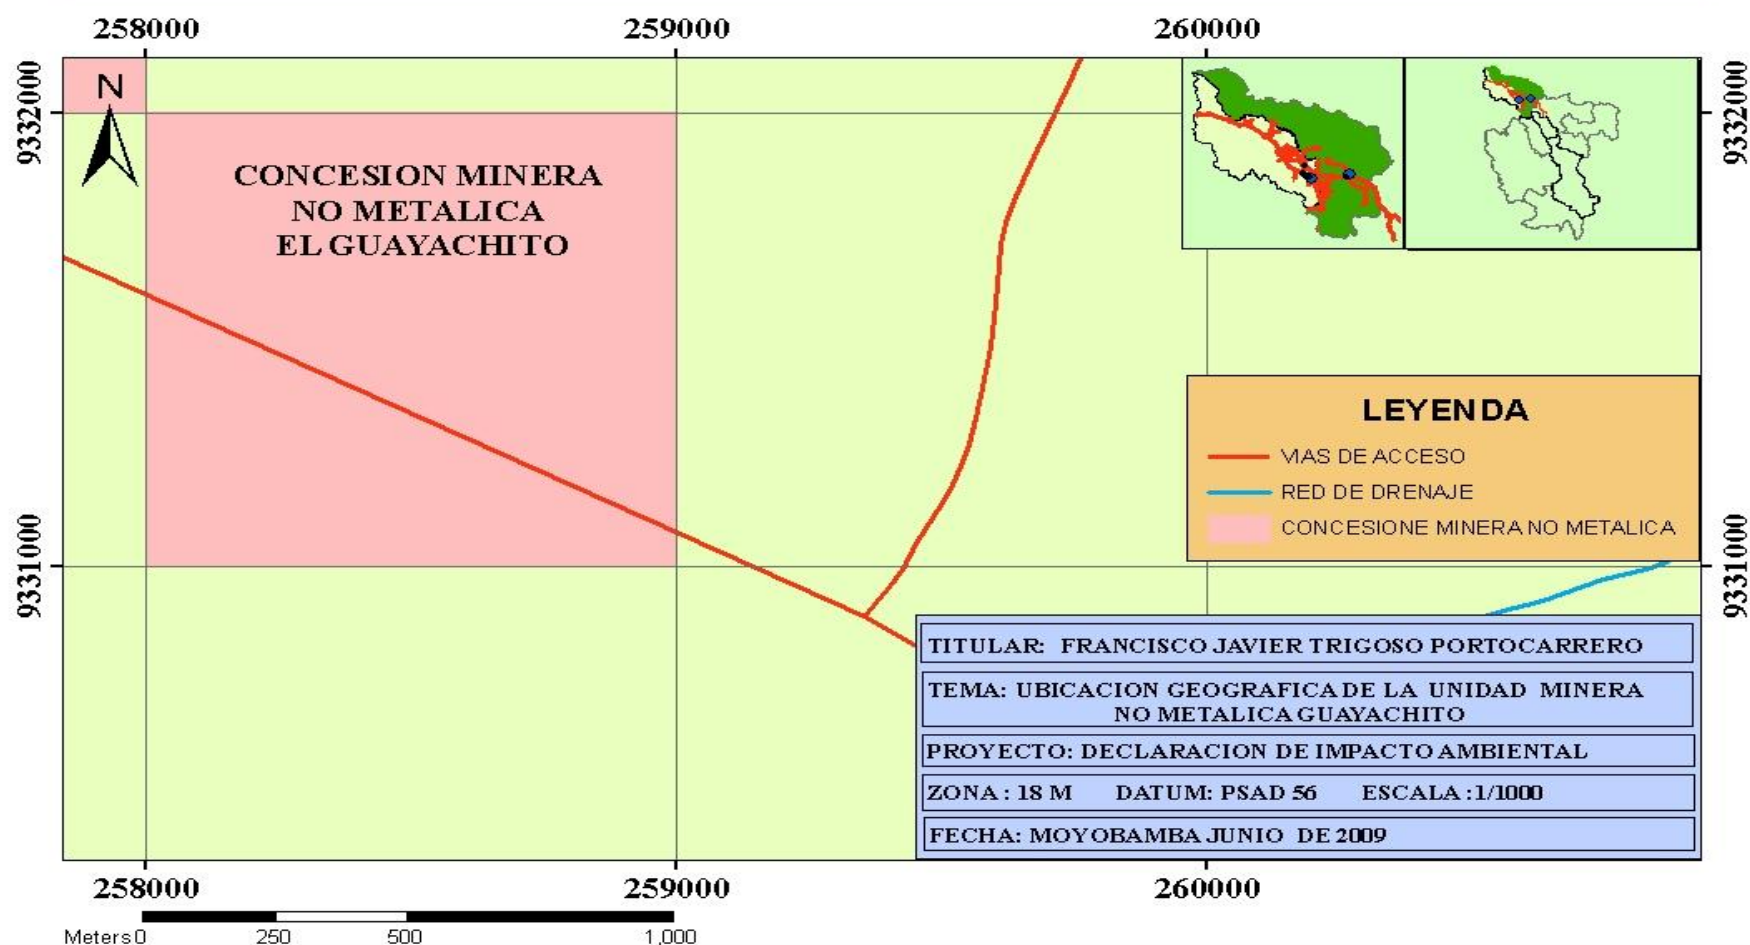 258000 259000 260000
9332000 9332000
N
CONCESION MINERA
NO METALICA
EL GUAYACHITO
LEYENDA
VIAS DE ACCESO
RED DE DRENAJE
CONCESIONE MINERA NO METALICA
9331000 9331000
TITULAR: FRANCISCO JAVIER TRIGOSO PORTOCARRERO
TEMA: UBICACION GEOGRAFICA DE LA UNIDAD MINERA
NO METALICA GUAYACHITO
PROYECTO: DECLARACION DE IMPACTO AMBIENTAL
ZONA : 18 M DATUM: PSAD 56 ESCALA :1/1000
FECHA: MOYOBAMBA JUNIO DE 2009
258000 259000 260000
Meters 0 250 500 1,000